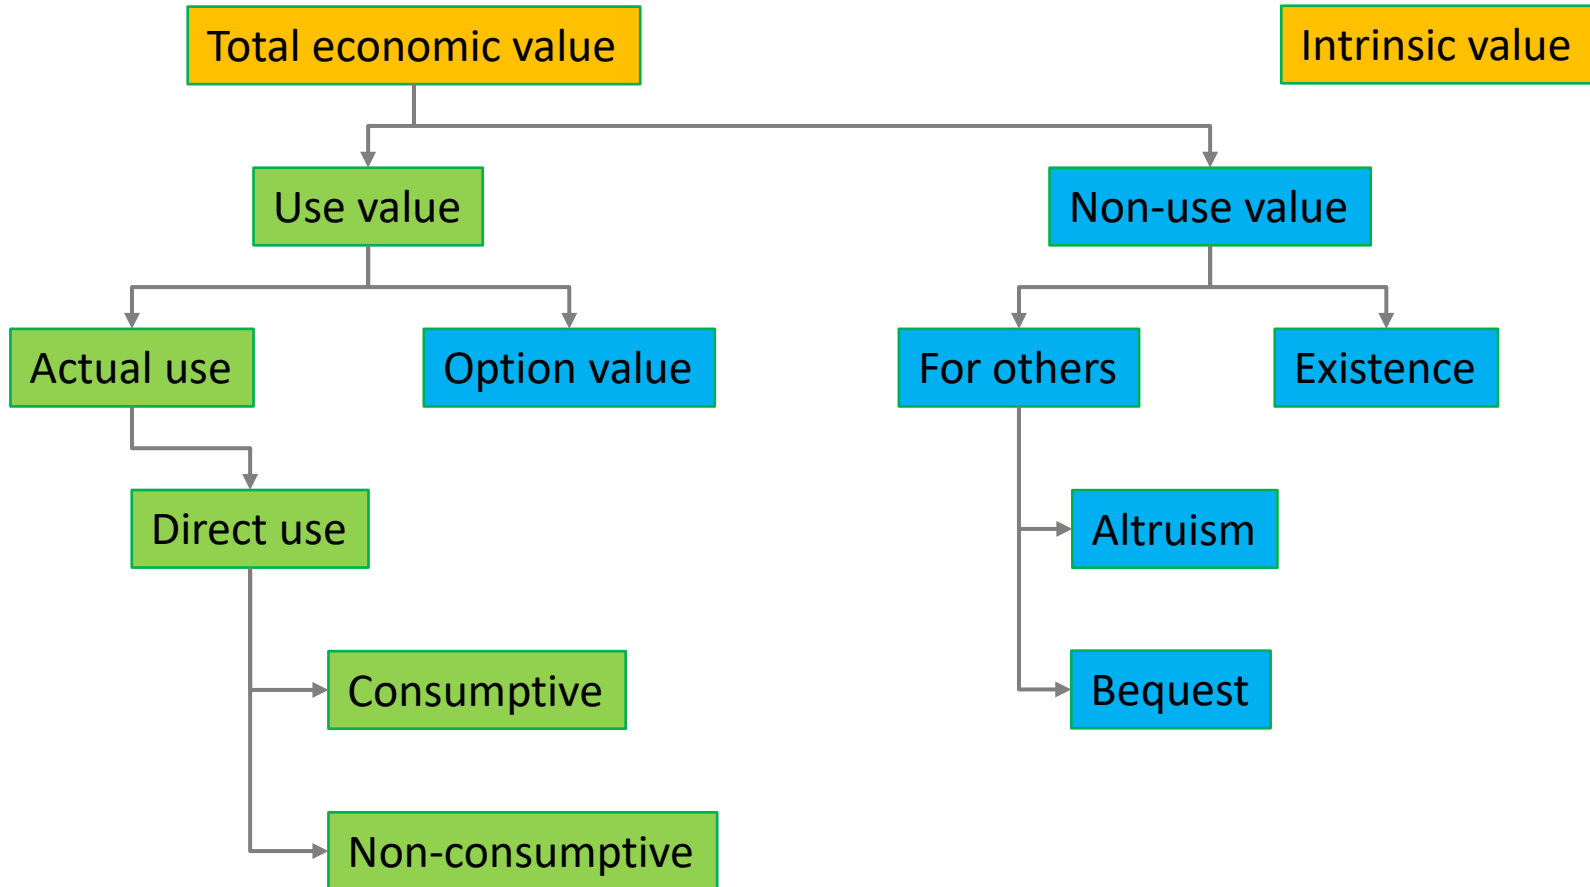 Total economic value
Intrinsic value
Use value
Non-use value
Actual use
Option value
For others
Existence
Direct use
Altruism
Consumptive
Bequest
Non-consumptive